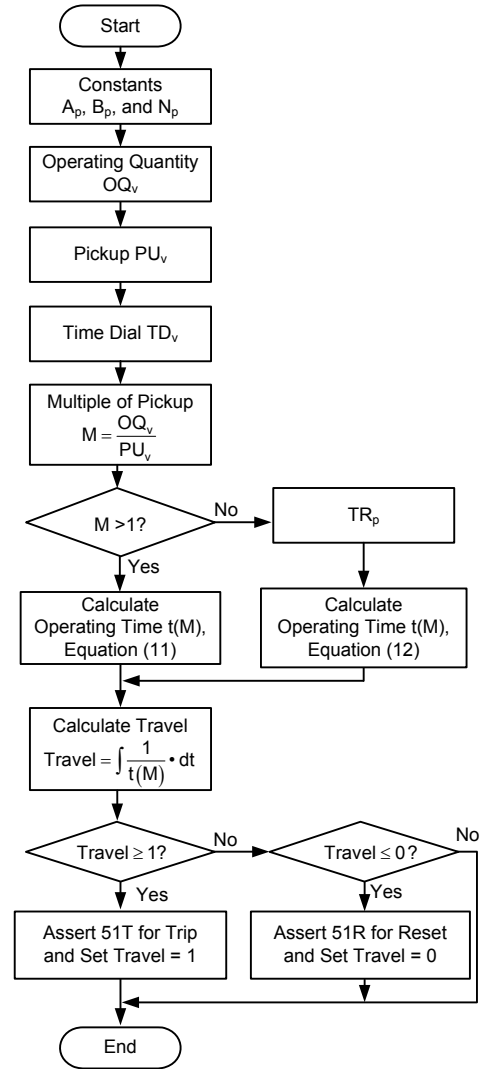 Start
Constants
Aₚ, Bₚ, and Nₚ
Operating Quantity
OQᵥ
Pickup PUᵥ
Time Dial TDᵥ
Multiple of Pickup
M = OQᵥ / PUᵥ
M >1?
No
Yes
TRₚ
Calculate
Operating Time t(M),
Equation (11)
Calculate
Operating Time t(M),
Equation (12)
Calculate Travel
Travel = ∫ 1 / t(M) • dt
Travel ≥ 1?
No
Yes
Travel ≤ 0?
No
Yes
Assert 51T for Trip
and Set Travel = 1
Assert 51R for Reset
and Set Travel = 0
End